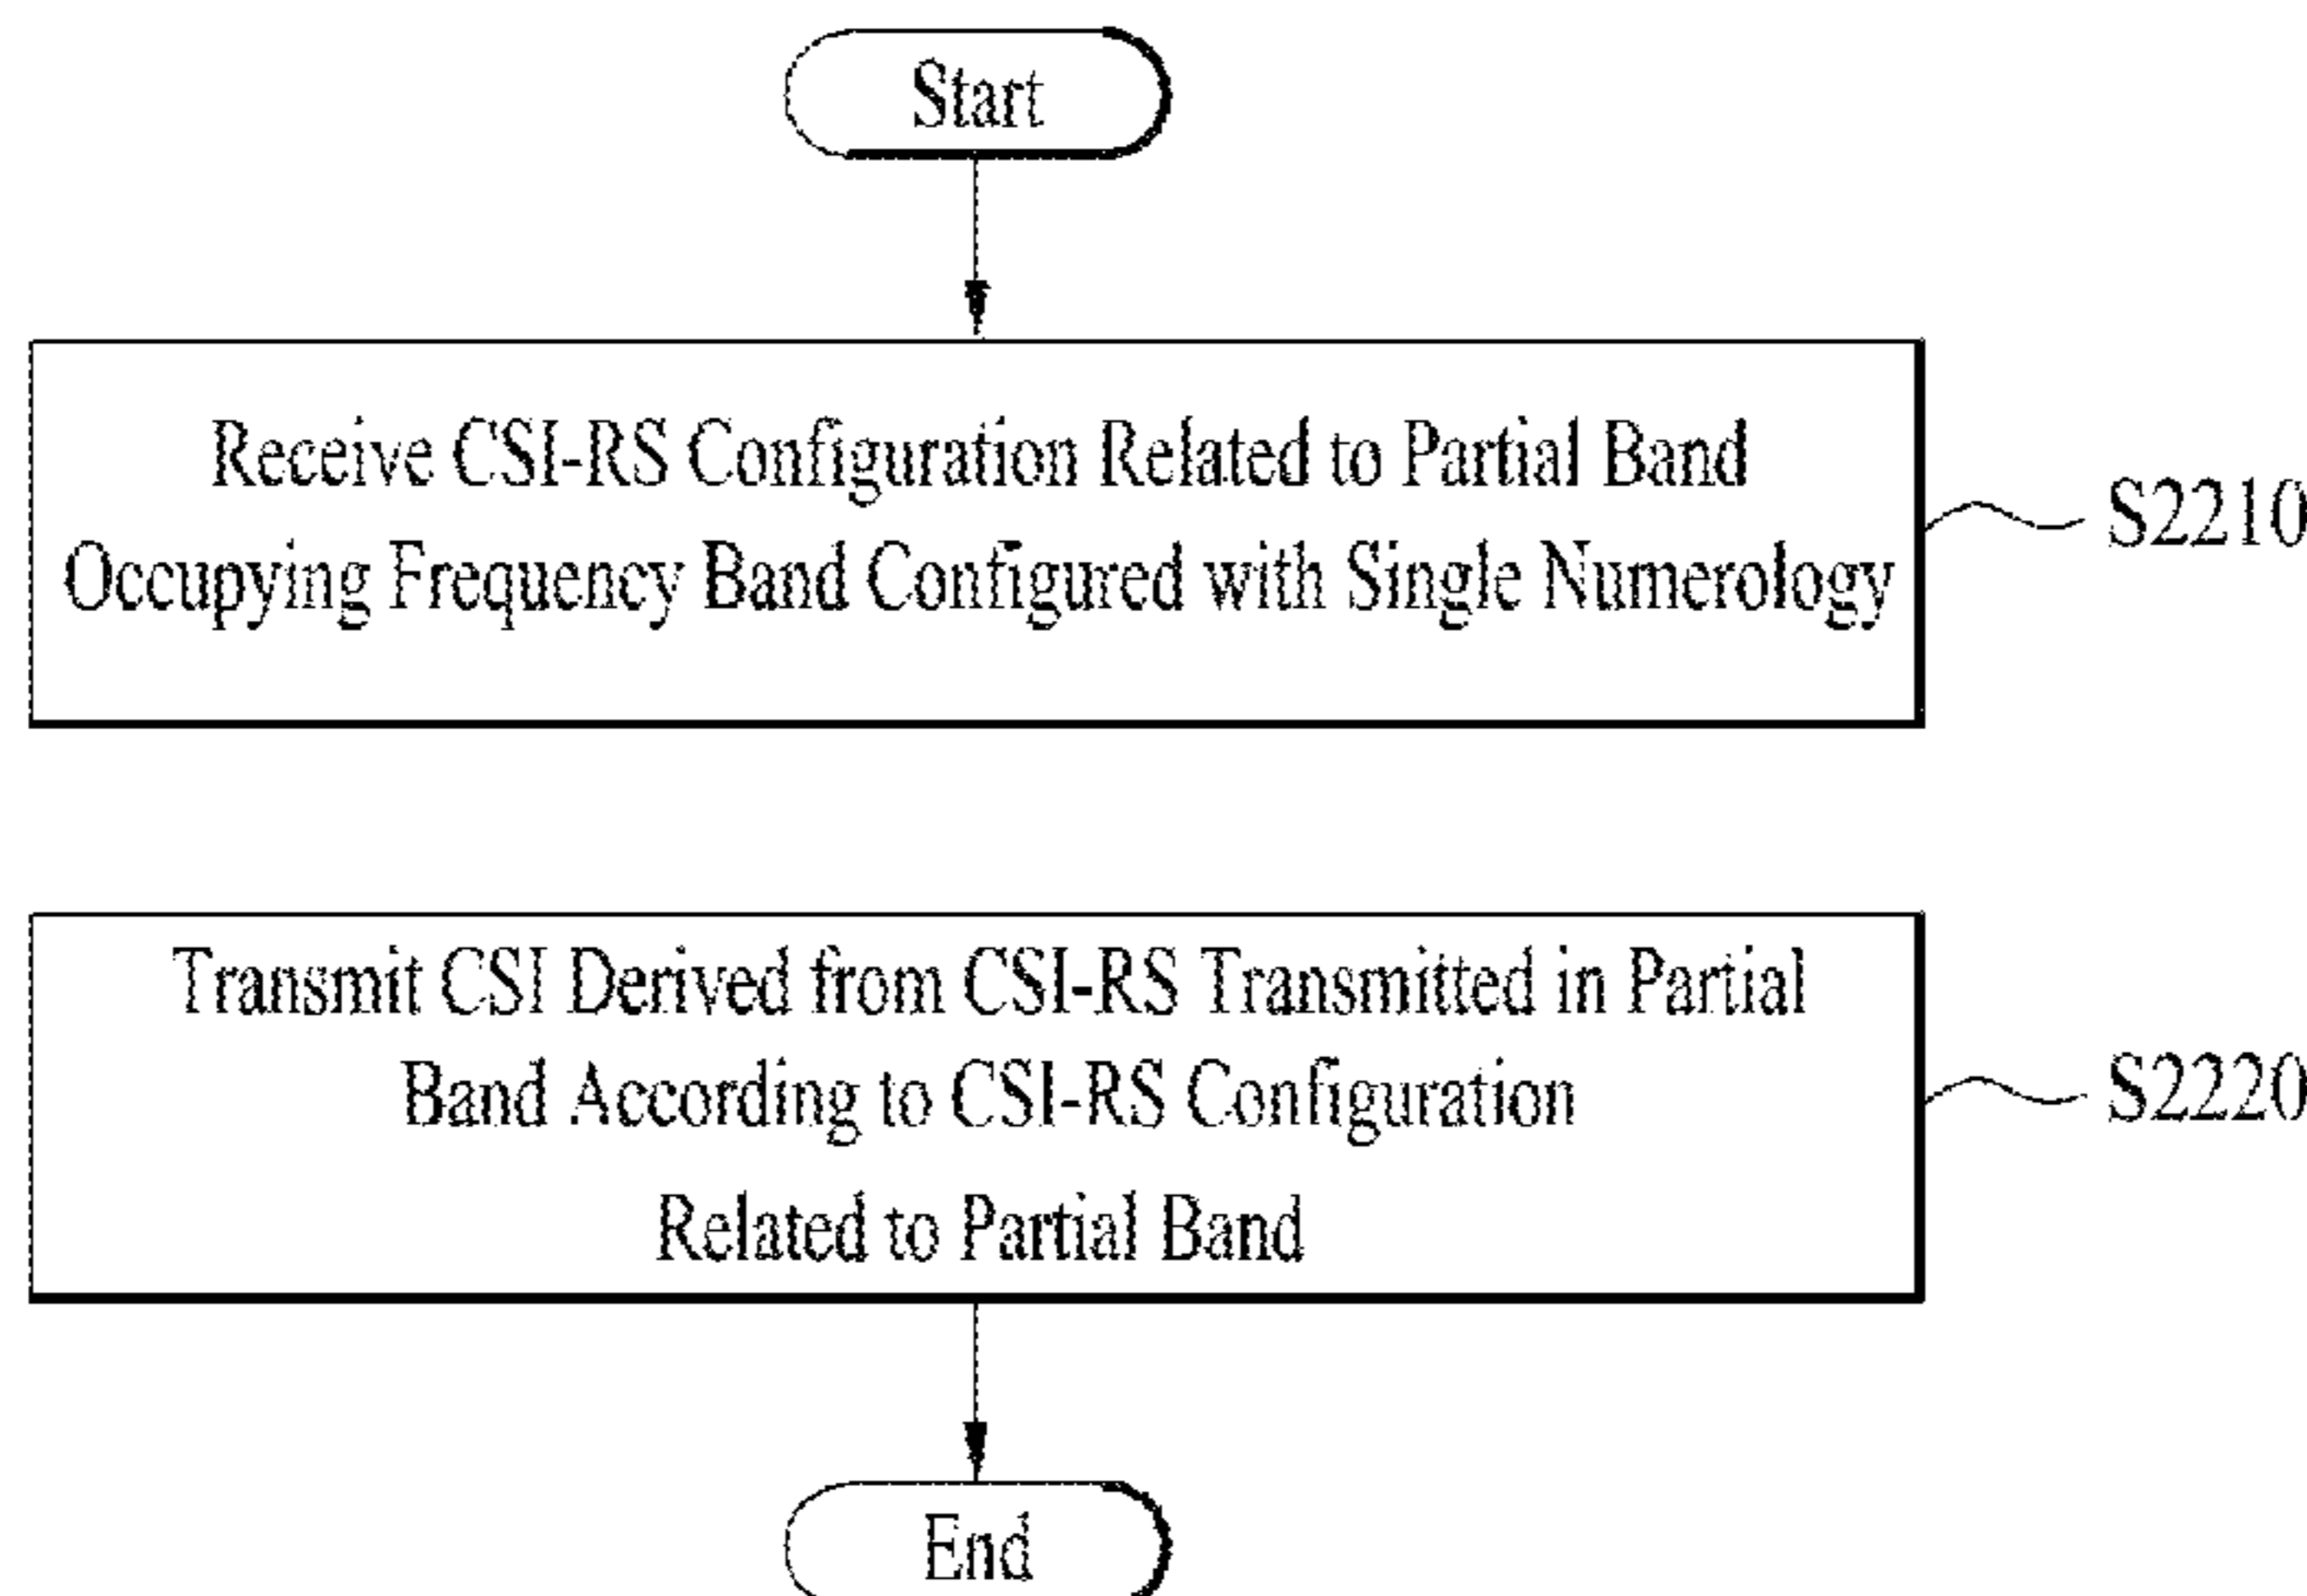 Start
Receive CSI-RS Configuration Related to Partial Band
Occupying Frequency Band Configured with Single Numerology
S2210
Transmit CSI Derived from CSI-RS Transmitted in Partial
Band According to CSI-RS Configuration
Related to Partial Band
S2220
End